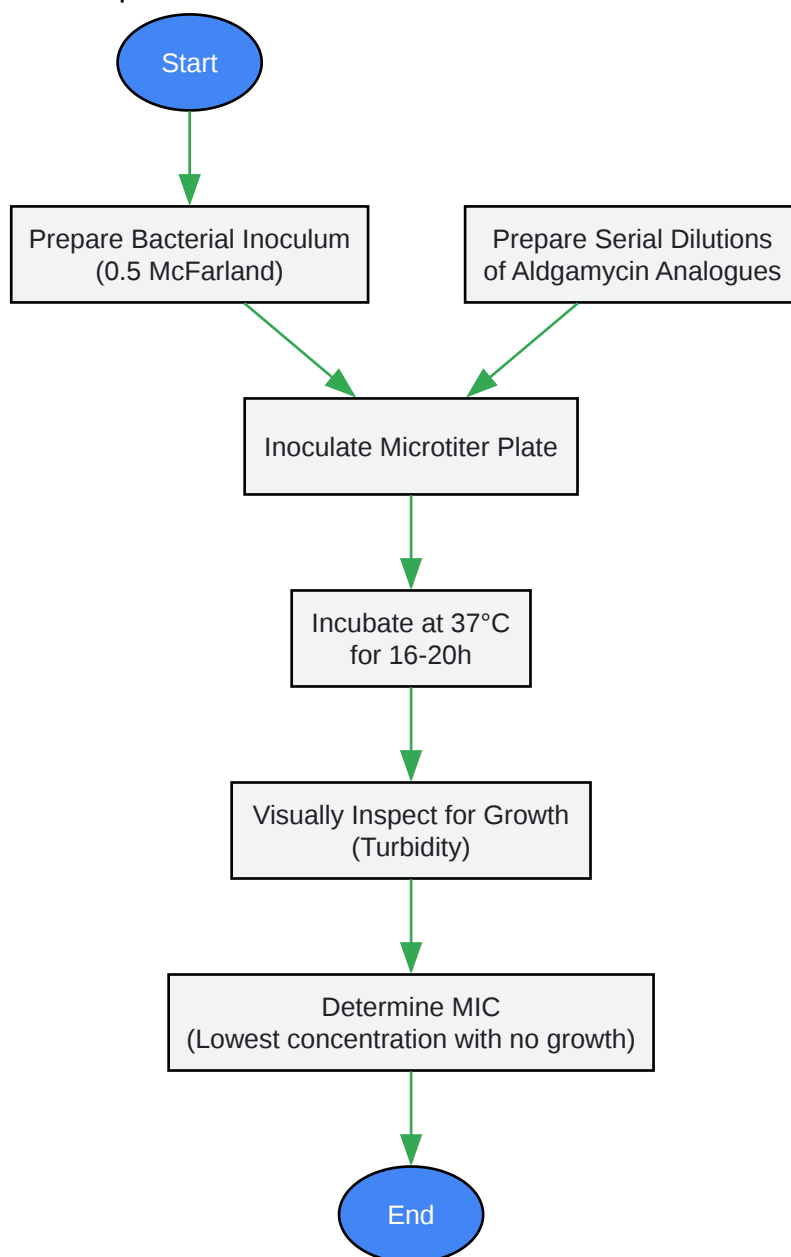 Start
Prepare Bacterial Inoculum
(0.5 McFarland)
Prepare Serial Dilutions
of Aldgamycin Analogues
Inoculate Microtiter Plate
Incubate at 37°C
for 16-20h
Visually Inspect for Growth
(Turbidity)
Determine MIC
(Lowest concentration with no growth)
End